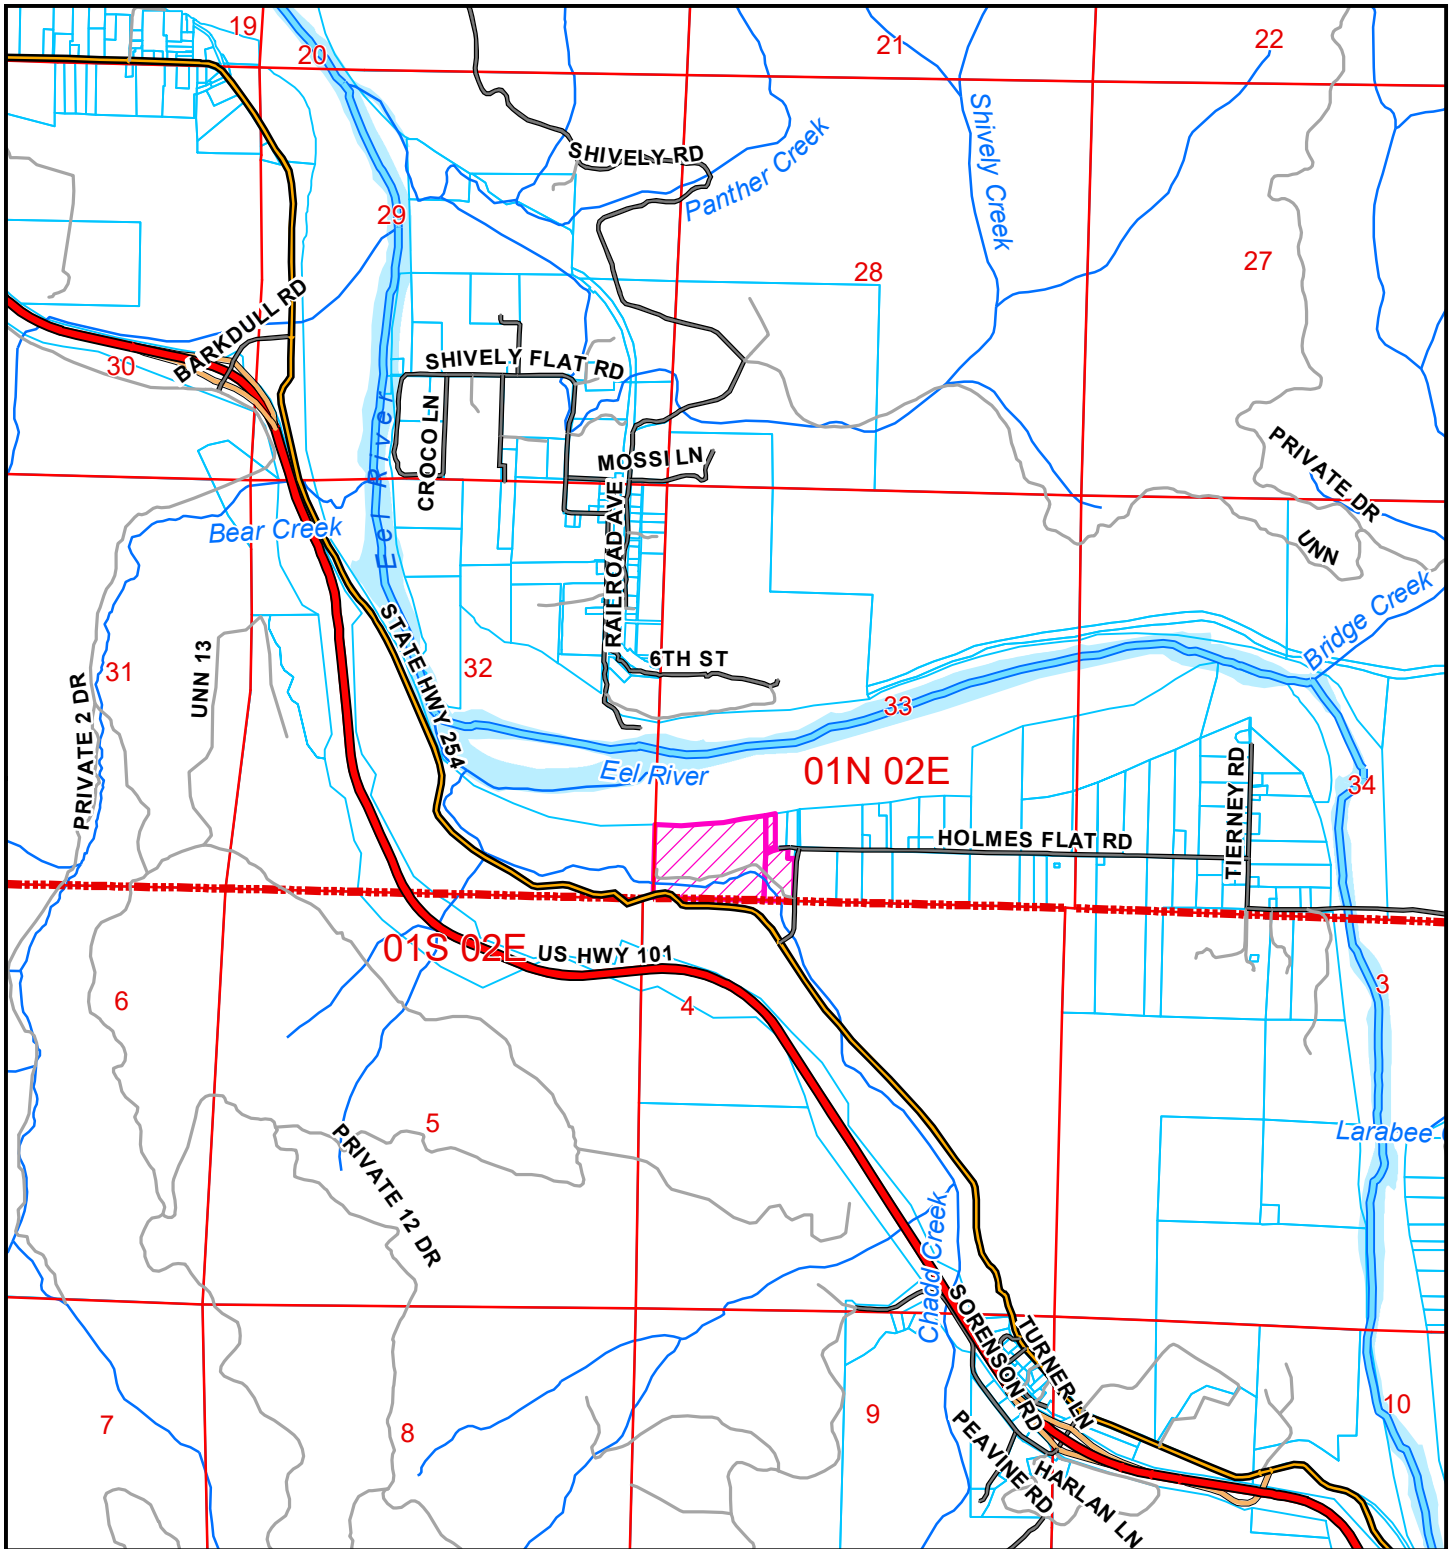 19
20
21
22
SHIVELY RD
Panther Creek
Shively Creek
29
28
27
BARKDULL RD
30
SHIVELY FLAT RD
CROCO LN
Eel River
MOSSI LN
PRIVATE DR
UNN
Bear Creek
RAILROAD AVE
Bridge Creek
STATE HWY 254
31
UNN 13
32
6TH ST
PRIVATE 2 DR
33
Eel River
01N 02E
34
TIERNEY RD
HOLMES FLAT RD
01S 02E
US HWY 101
6
4
3
5
PRIVATE 12 DR
Larabee
Chadd Creek
SORENSON RD
TURNER LN
7
8
9
10
PEAVINE RD
HARLAN LN